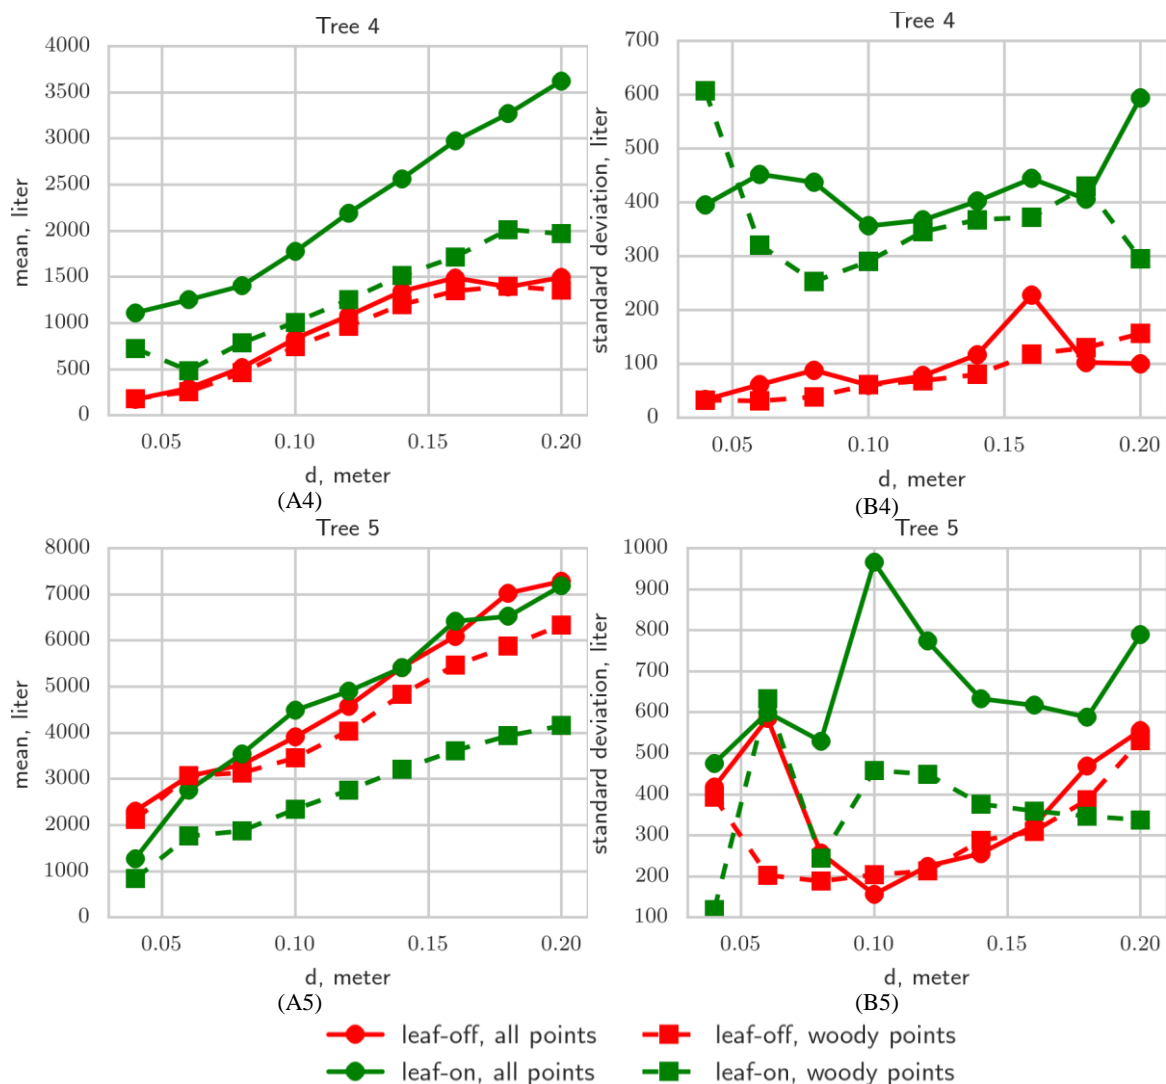 Tree 4
4000
3500
3000
2500
2000
1500
1000
500
0
mean, liter
0.05 0.10 0.15 0.20
d, meter
(A4)
Tree 4
700
600
500
400
300
200
100
0
standard deviation, liter
0.05 0.10 0.15 0.20
d, meter
(B4)
Tree 5
8000
7000
6000
5000
4000
3000
2000
1000
0
mean, liter
0.05 0.10 0.15 0.20
d, meter
(A5)
Tree 5
1000
900
800
700
600
500
400
300
200
100
standard deviation, liter
0.05 0.10 0.15 0.20
d, meter
(B5)
leaf-off, all points
leaf-on, all points
leaf-off, woody points
leaf-on, woody points